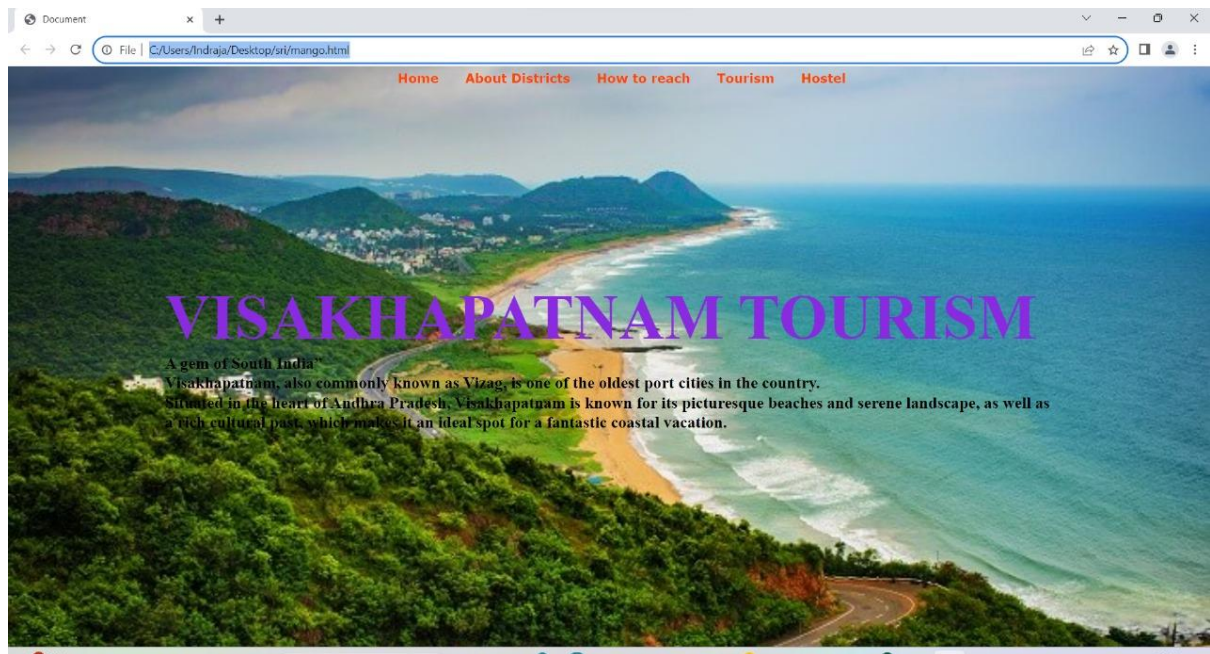 Document
File | C:/Users/Indraja/Desktop/sri/mango.html
Home About Districts How to reach Tourism Hostel
VISAKHAPATNAM TOURISM
A gem of South India"
Visakhapatnam, also commonly known as Vizag, is one of the oldest port cities in the country.
Situated in the heart of Andhra Pradesh, Visakhapatnam is known for its picturesque beaches and serene landscape, as well as
a rich cultural past, which makes it an ideal spot for a fantastic coastal vacation.